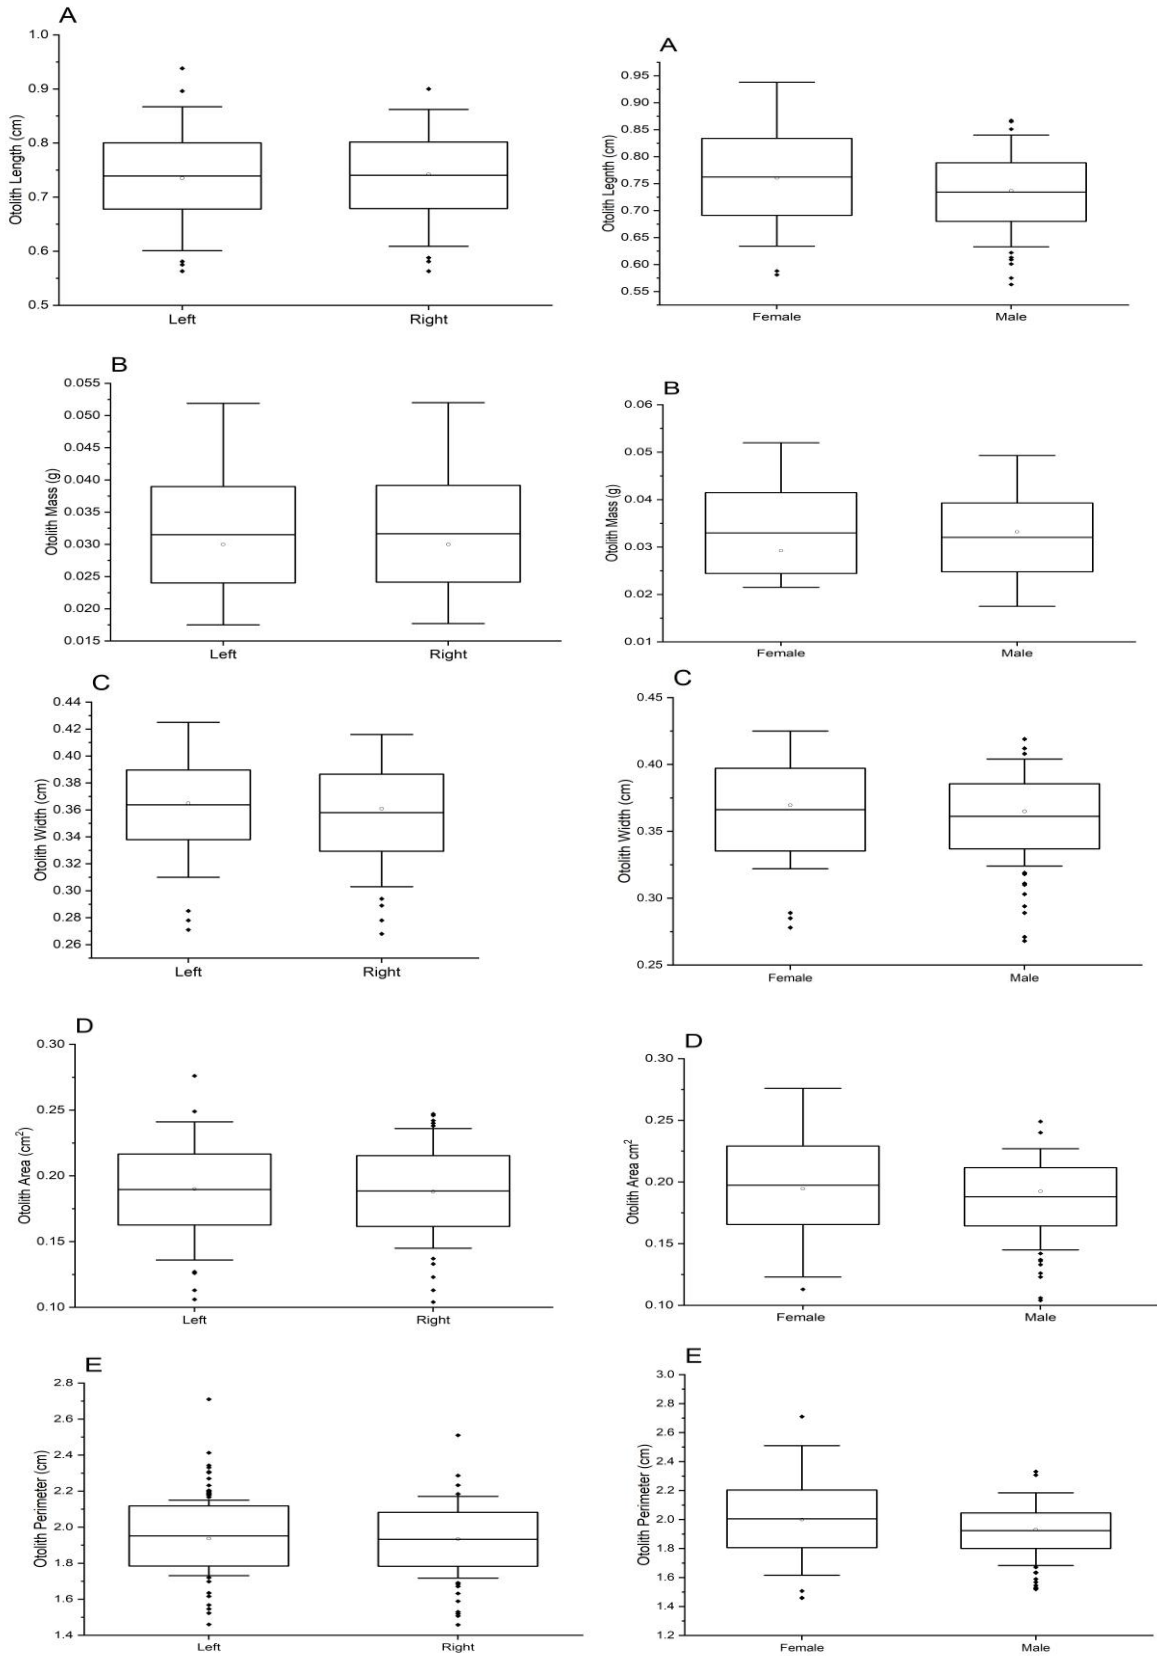 A
1.0
0.9
0.8
0.7
0.6
0.5
Otolith Length (cm)
Left Right
A
0.95
0.90
0.85
0.80
0.75
0.70
0.65
0.60
0.55
Otolith Legnth (cm)
Female Male
B
0.055
0.050
0.045
0.040
0.035
0.030
0.025
0.020
0.015
Otolith Mass (g)
Left Right
B
0.06
0.05
0.04
0.03
0.02
0.01
Otolith Mass (g)
Female Male
C
0.44
0.42
0.40
0.38
0.36
0.34
0.32
0.30
0.28
0.26
Otolith Width (cm)
Left Right
C
0.45
0.40
0.35
0.30
0.25
Otolith Width (cm)
Female Male
D
0.30
0.25
0.20
0.15
0.10
Otolith Area (cm²)
Left Right
D
0.30
0.25
0.20
0.15
0.10
Otolith Area cm²
Female Male
E
2.8
2.6
2.4
2.2
2.0
1.8
1.6
1.4
Otolith Perimeter (cm)
Left Right
E
3.0
2.8
2.6
2.4
2.2
2.0
1.8
1.6
1.4
1.2
Otolith Perimeter (cm)
Female Male